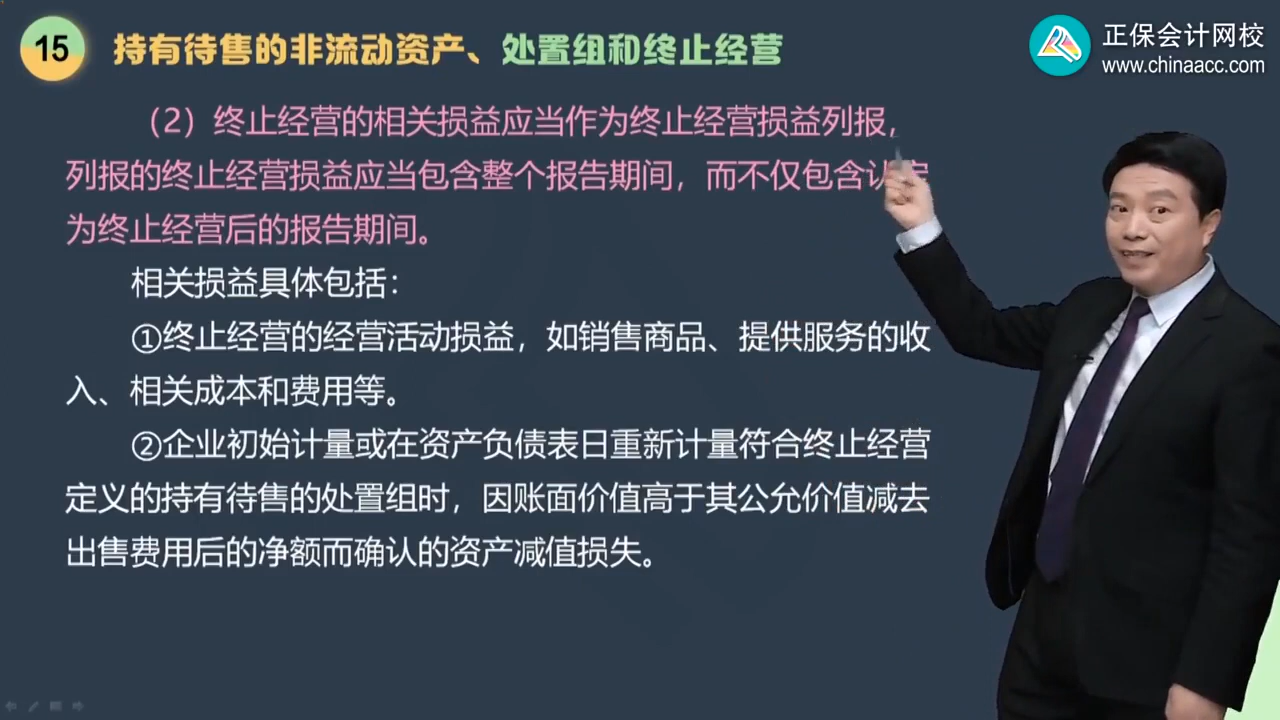 15
持有待售的非流动资产、处置组和终止经营
正保会计网校
www.chinaacc.com
（2）终止经营的相关损益应当作为终止经营损益列报，
列报的终止经营损益应当包含整个报告期间，而不仅包含认定
为终止经营后的报告期间。
相关损益具体包括：
①终止经营的经营活动损益，如销售商品、提供服务的收
入、相关成本和费用等。
②企业初始计量或在资产负债表日重新计量符合终止经营
定义的持有待售的处置组时，因账面价值高于其公允价值减去
出售费用后的净额而确认的资产减值损失。